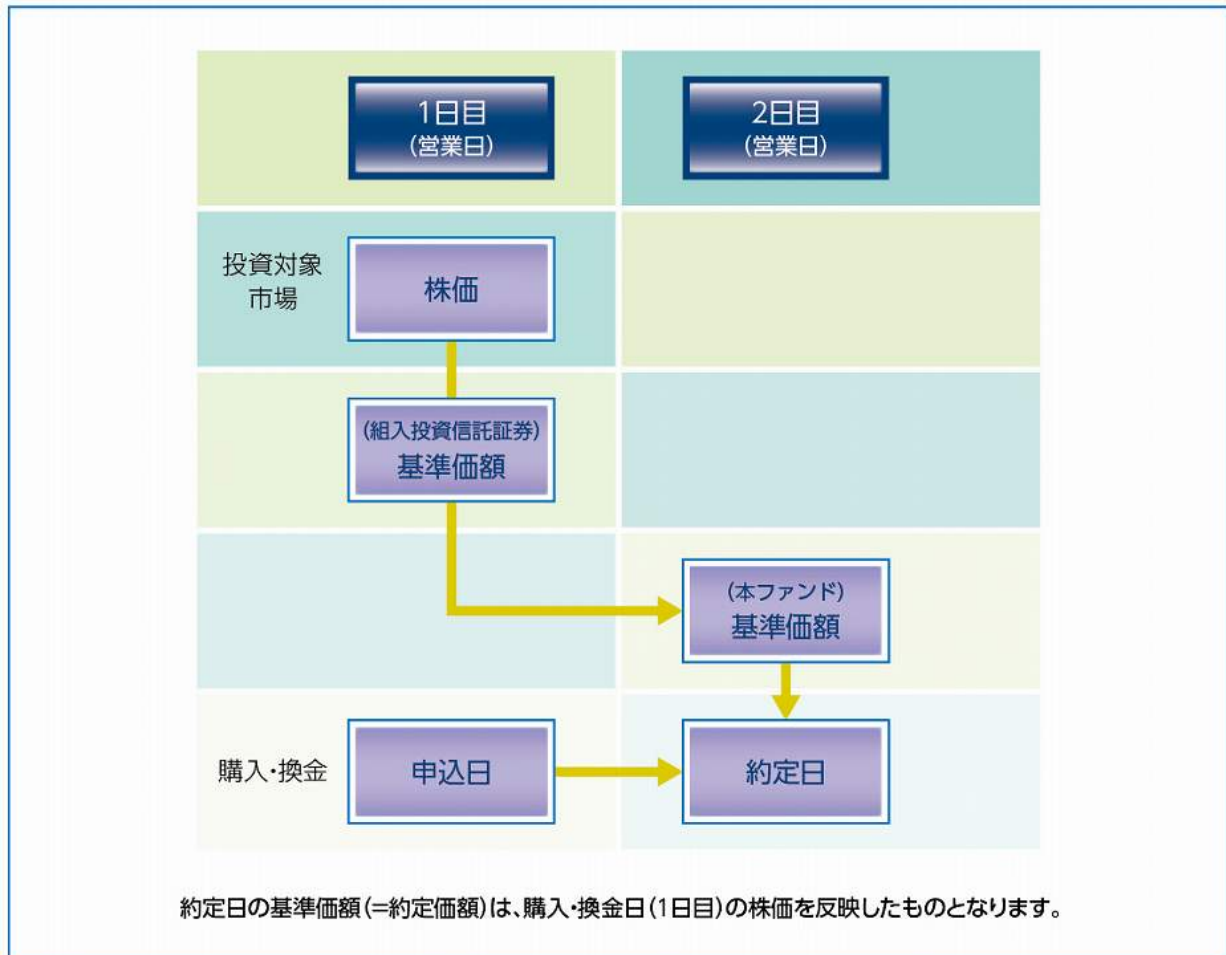 1日目
(営業日)
2日目
(営業日)
投資対象
市場
株価
(組入投資信託証券)
基準価額
(本ファンド)
基準価額
購入・換金
申込日
約定日
約定日の基準価額(=約定価額)は、購入・換金日(1日目)の株価を反映したものとなります。